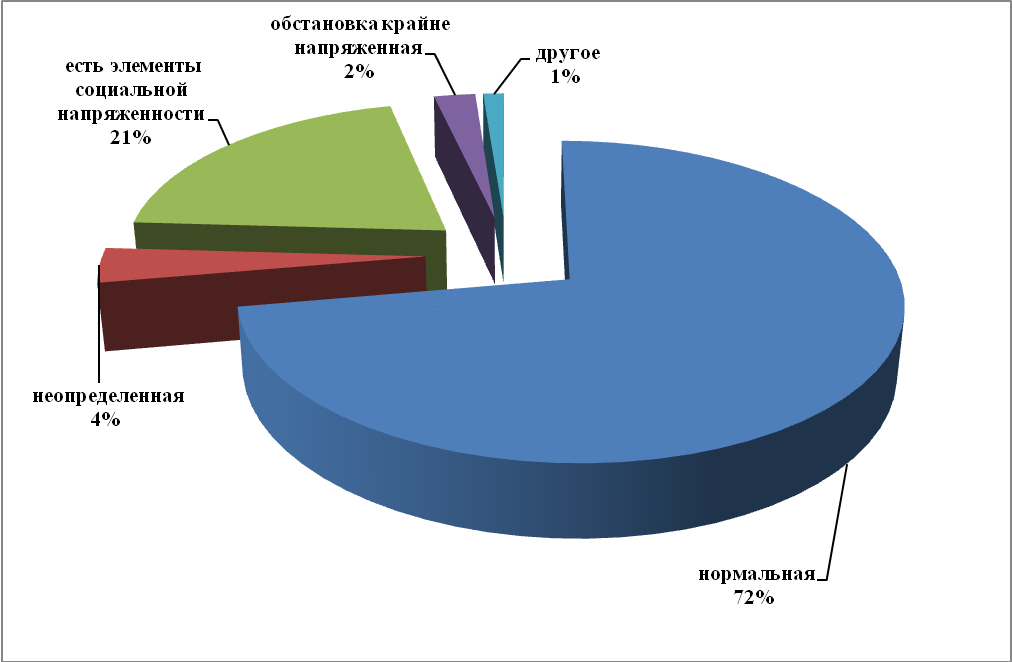 обстановка крайне
напряженная
2%
другое
1%
есть элементы
социальной
напряженности
21%
неопределенная
4%
нормальная
72%